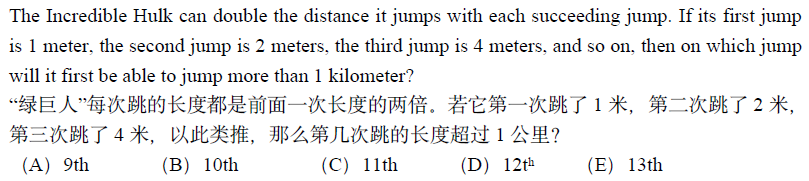 The Incredible Hulk can double the distance it jumps with each succeeding jump. If its first jump
is 1 meter, the second jump is 2 meters, the third jump is 4 meters, and so on, then on which jump
will it first be able to jump more than 1 kilometer?
“绿巨人”每次跳的长度都是前面一次长度的两倍。若它第一次跳了 1 米，第二次跳了 2 米，
第三次跳了 4 米，以此类推，那么第几次跳的长度超过 1 公里？
（A）9th （B）10th （C）11th （D）12ᵗʰ （E）13th